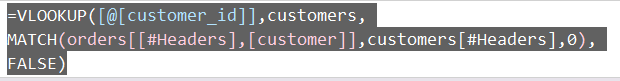 =VLOOKUP([@[customer_id]],customers,
MATCH(orders[[#Headers],[customer]],customers[#Headers],0),
FALSE)